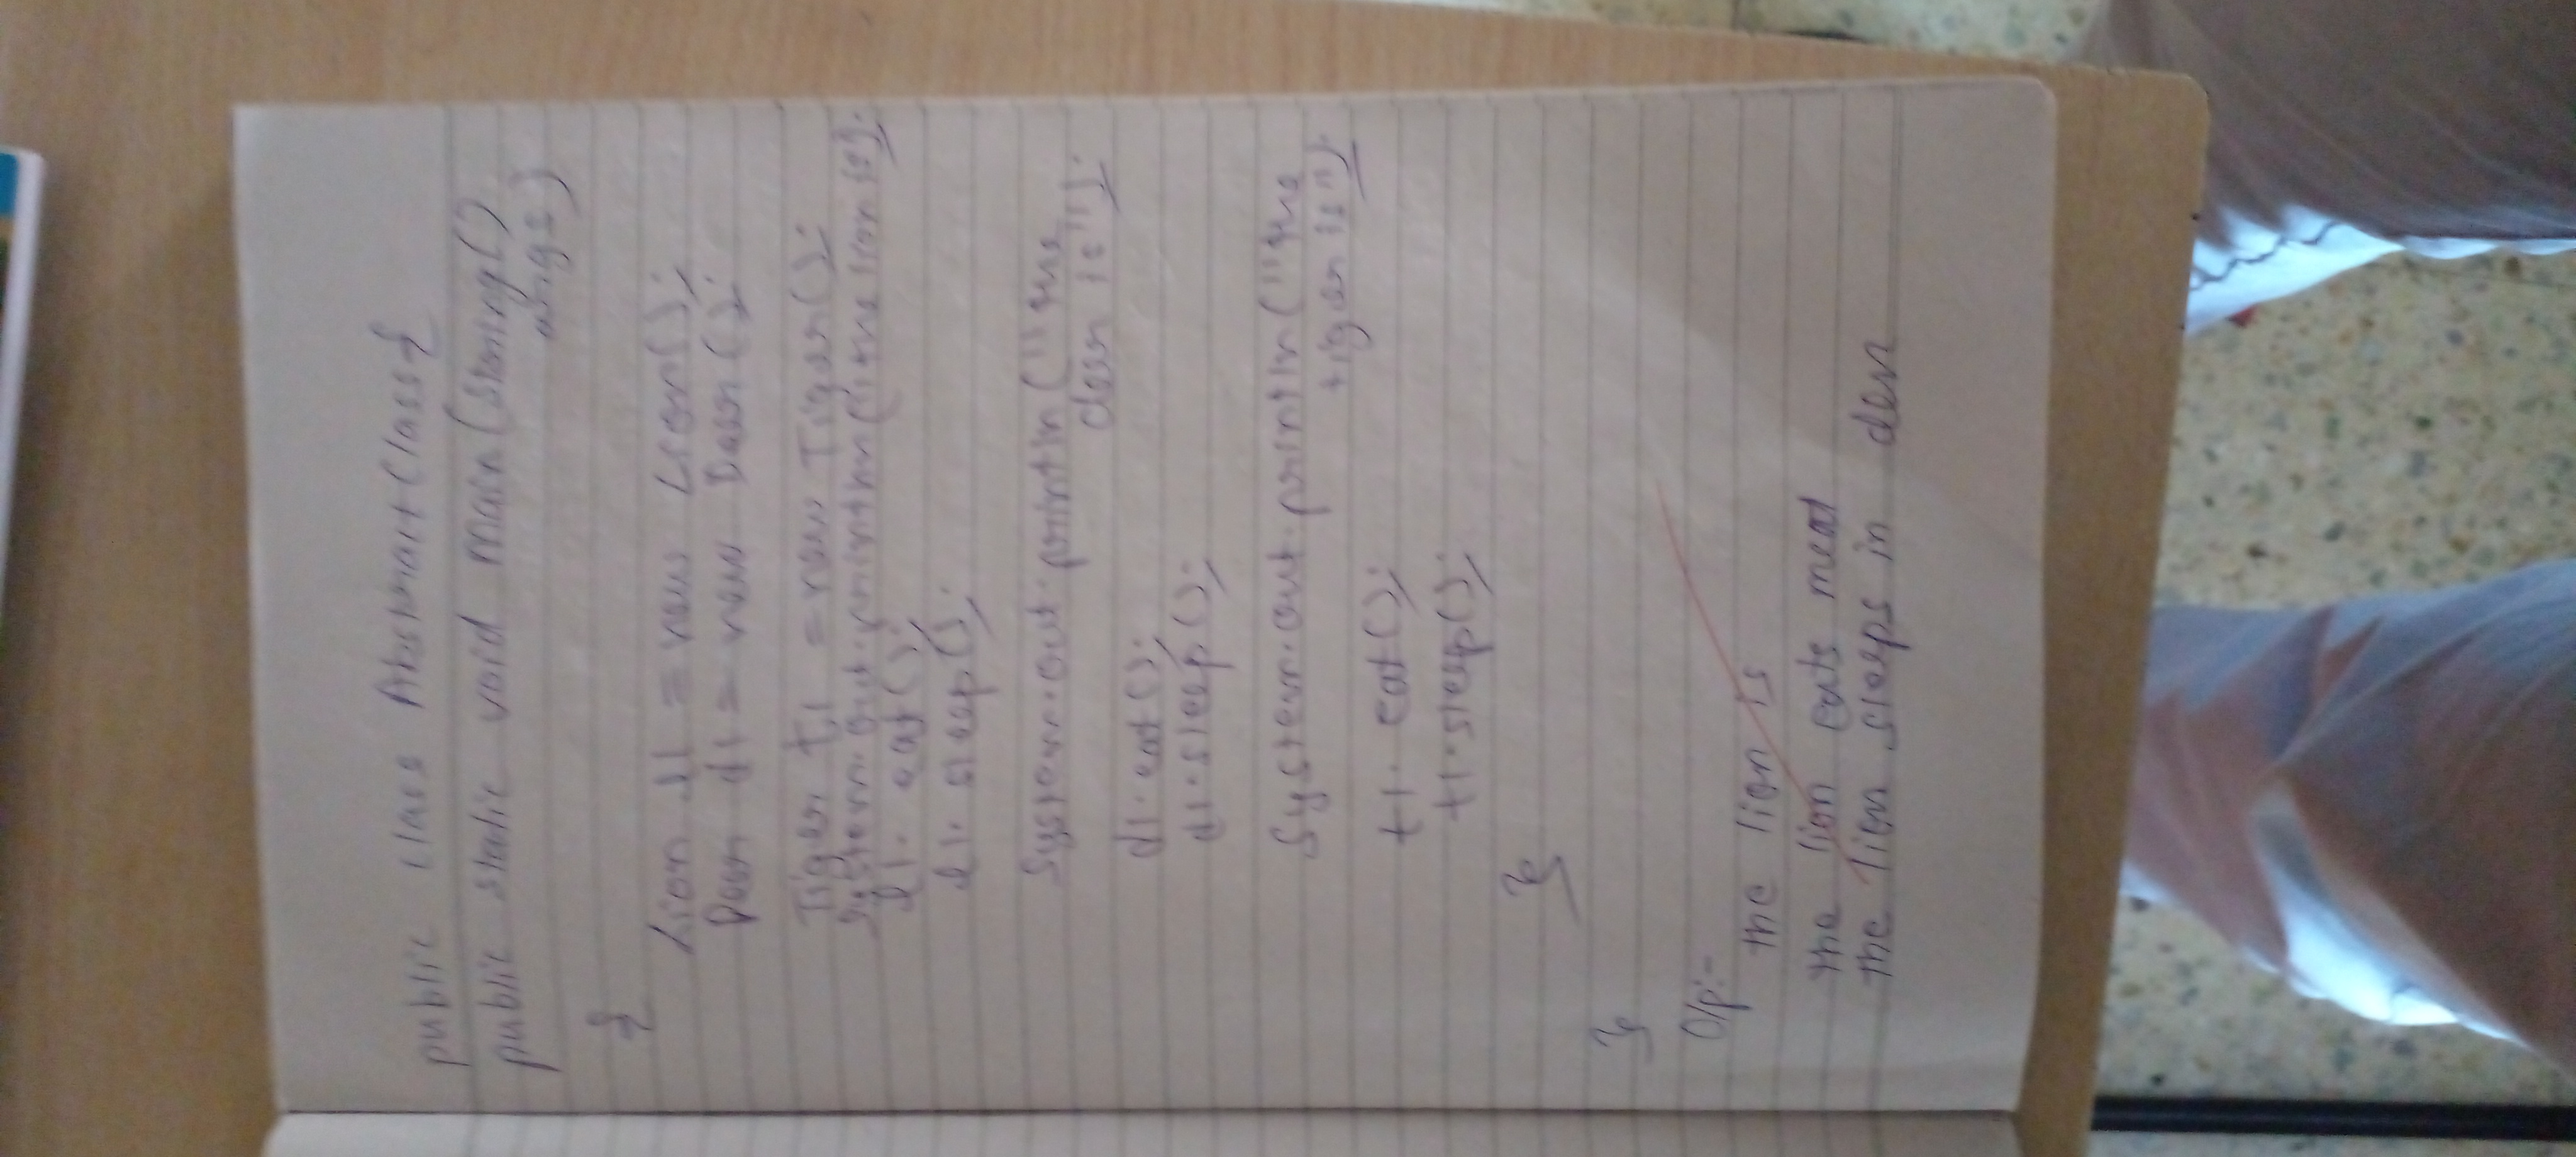 public class AbstractClass{
public static void main(String()
args)
{
Lion l1 = new Lion();
Deer d1 = new Deer();
Tiger t1 = new Tiger();
System.out.println("the lion is");
l1. eat();
l1. sleep();
System.out.println("the
deer is");
d1.eat();
d1.sleep();
System.out.println("the
tiger is");
t1. eat();
t1.sleep();
}
}
O/p:-
the lion is
the lion eats meat
the lion sleeps in den